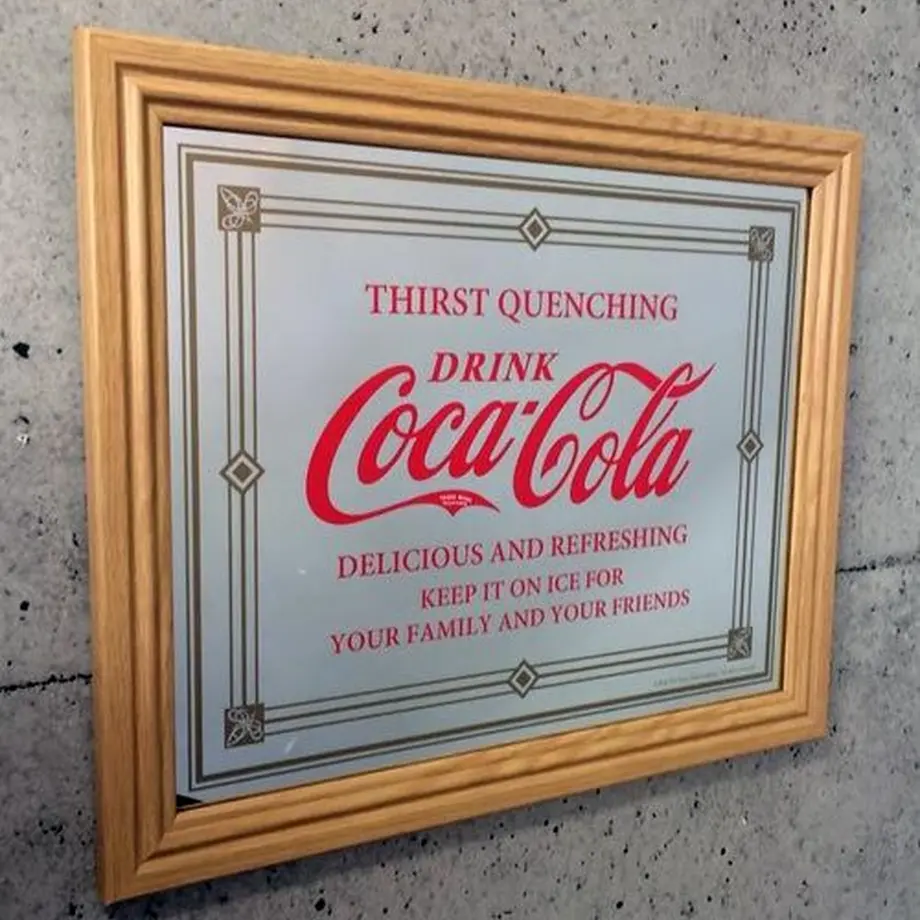 THIRST QUENCHING
DRINK
Coca-Cola
DELICIOUS AND REFRESHING
KEEP IT ON ICE FOR
YOUR FAMILY AND YOUR FRIENDS